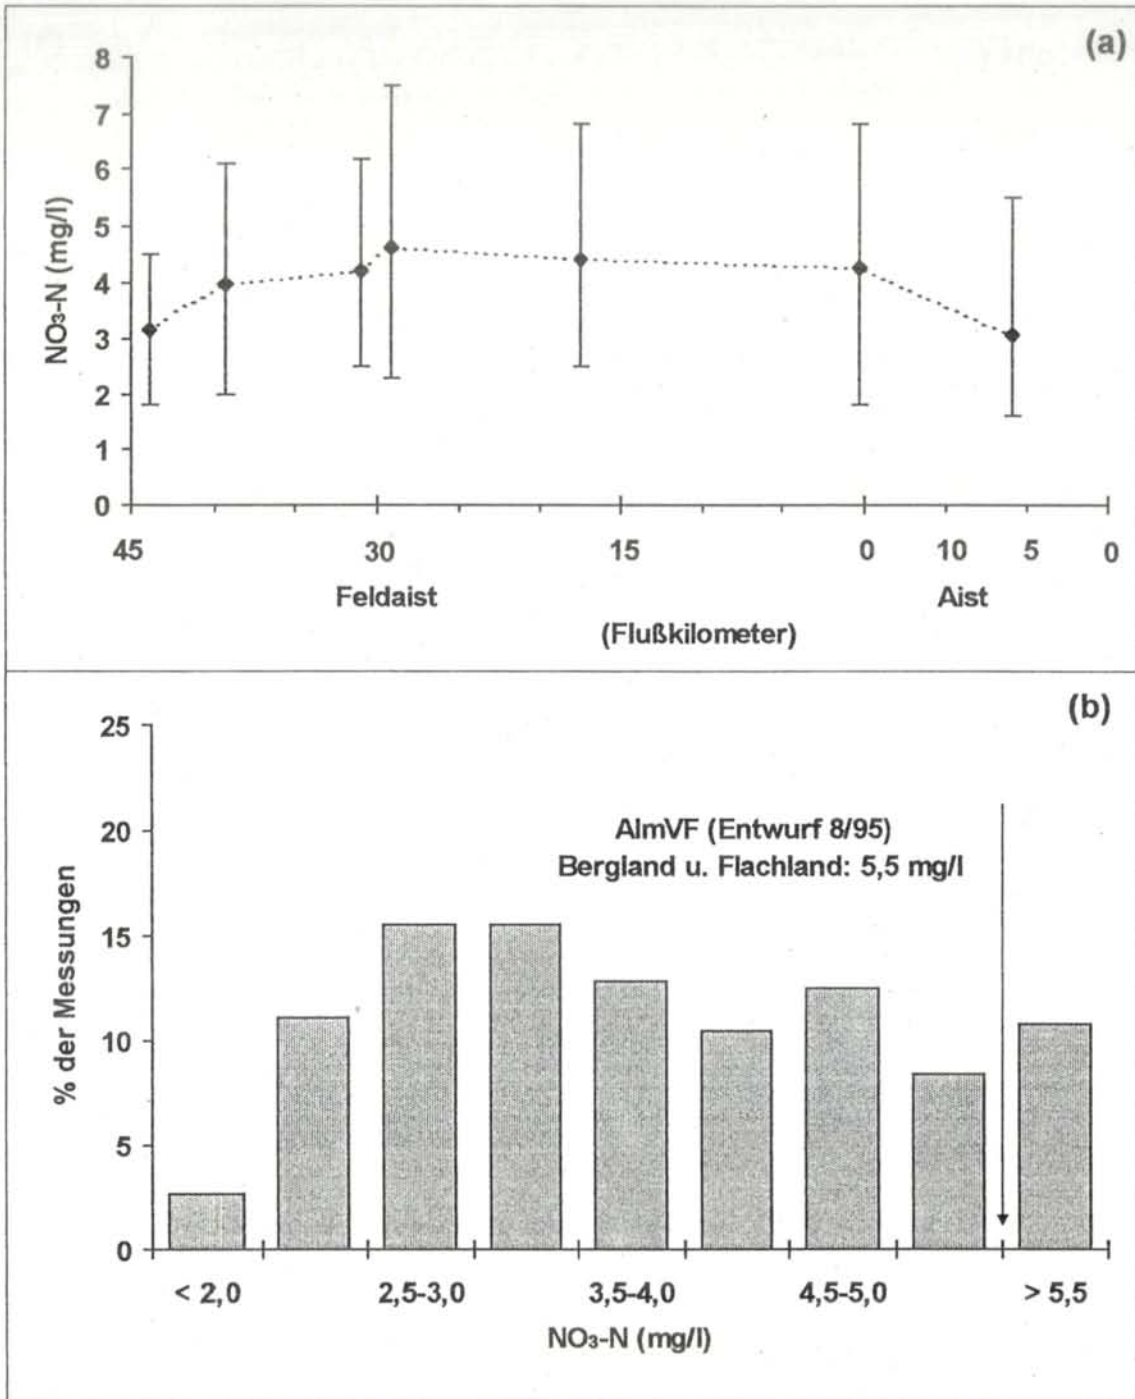 (a)
8
7
6
5
4
3
2
1
0
NO₃-N (mg/l)
45 30 15 0 10 5 0
Feldaist Aist
(Flußkilometer)
(b)
25
20
15
10
5
0
% der Messungen
AImVF (Entwurf 8/95)
Bergland u. Flachland: 5,5 mg/l
< 2,0 2,5-3,0 3,5-4,0 4,5-5,0 > 5,5
NO₃-N (mg/l)